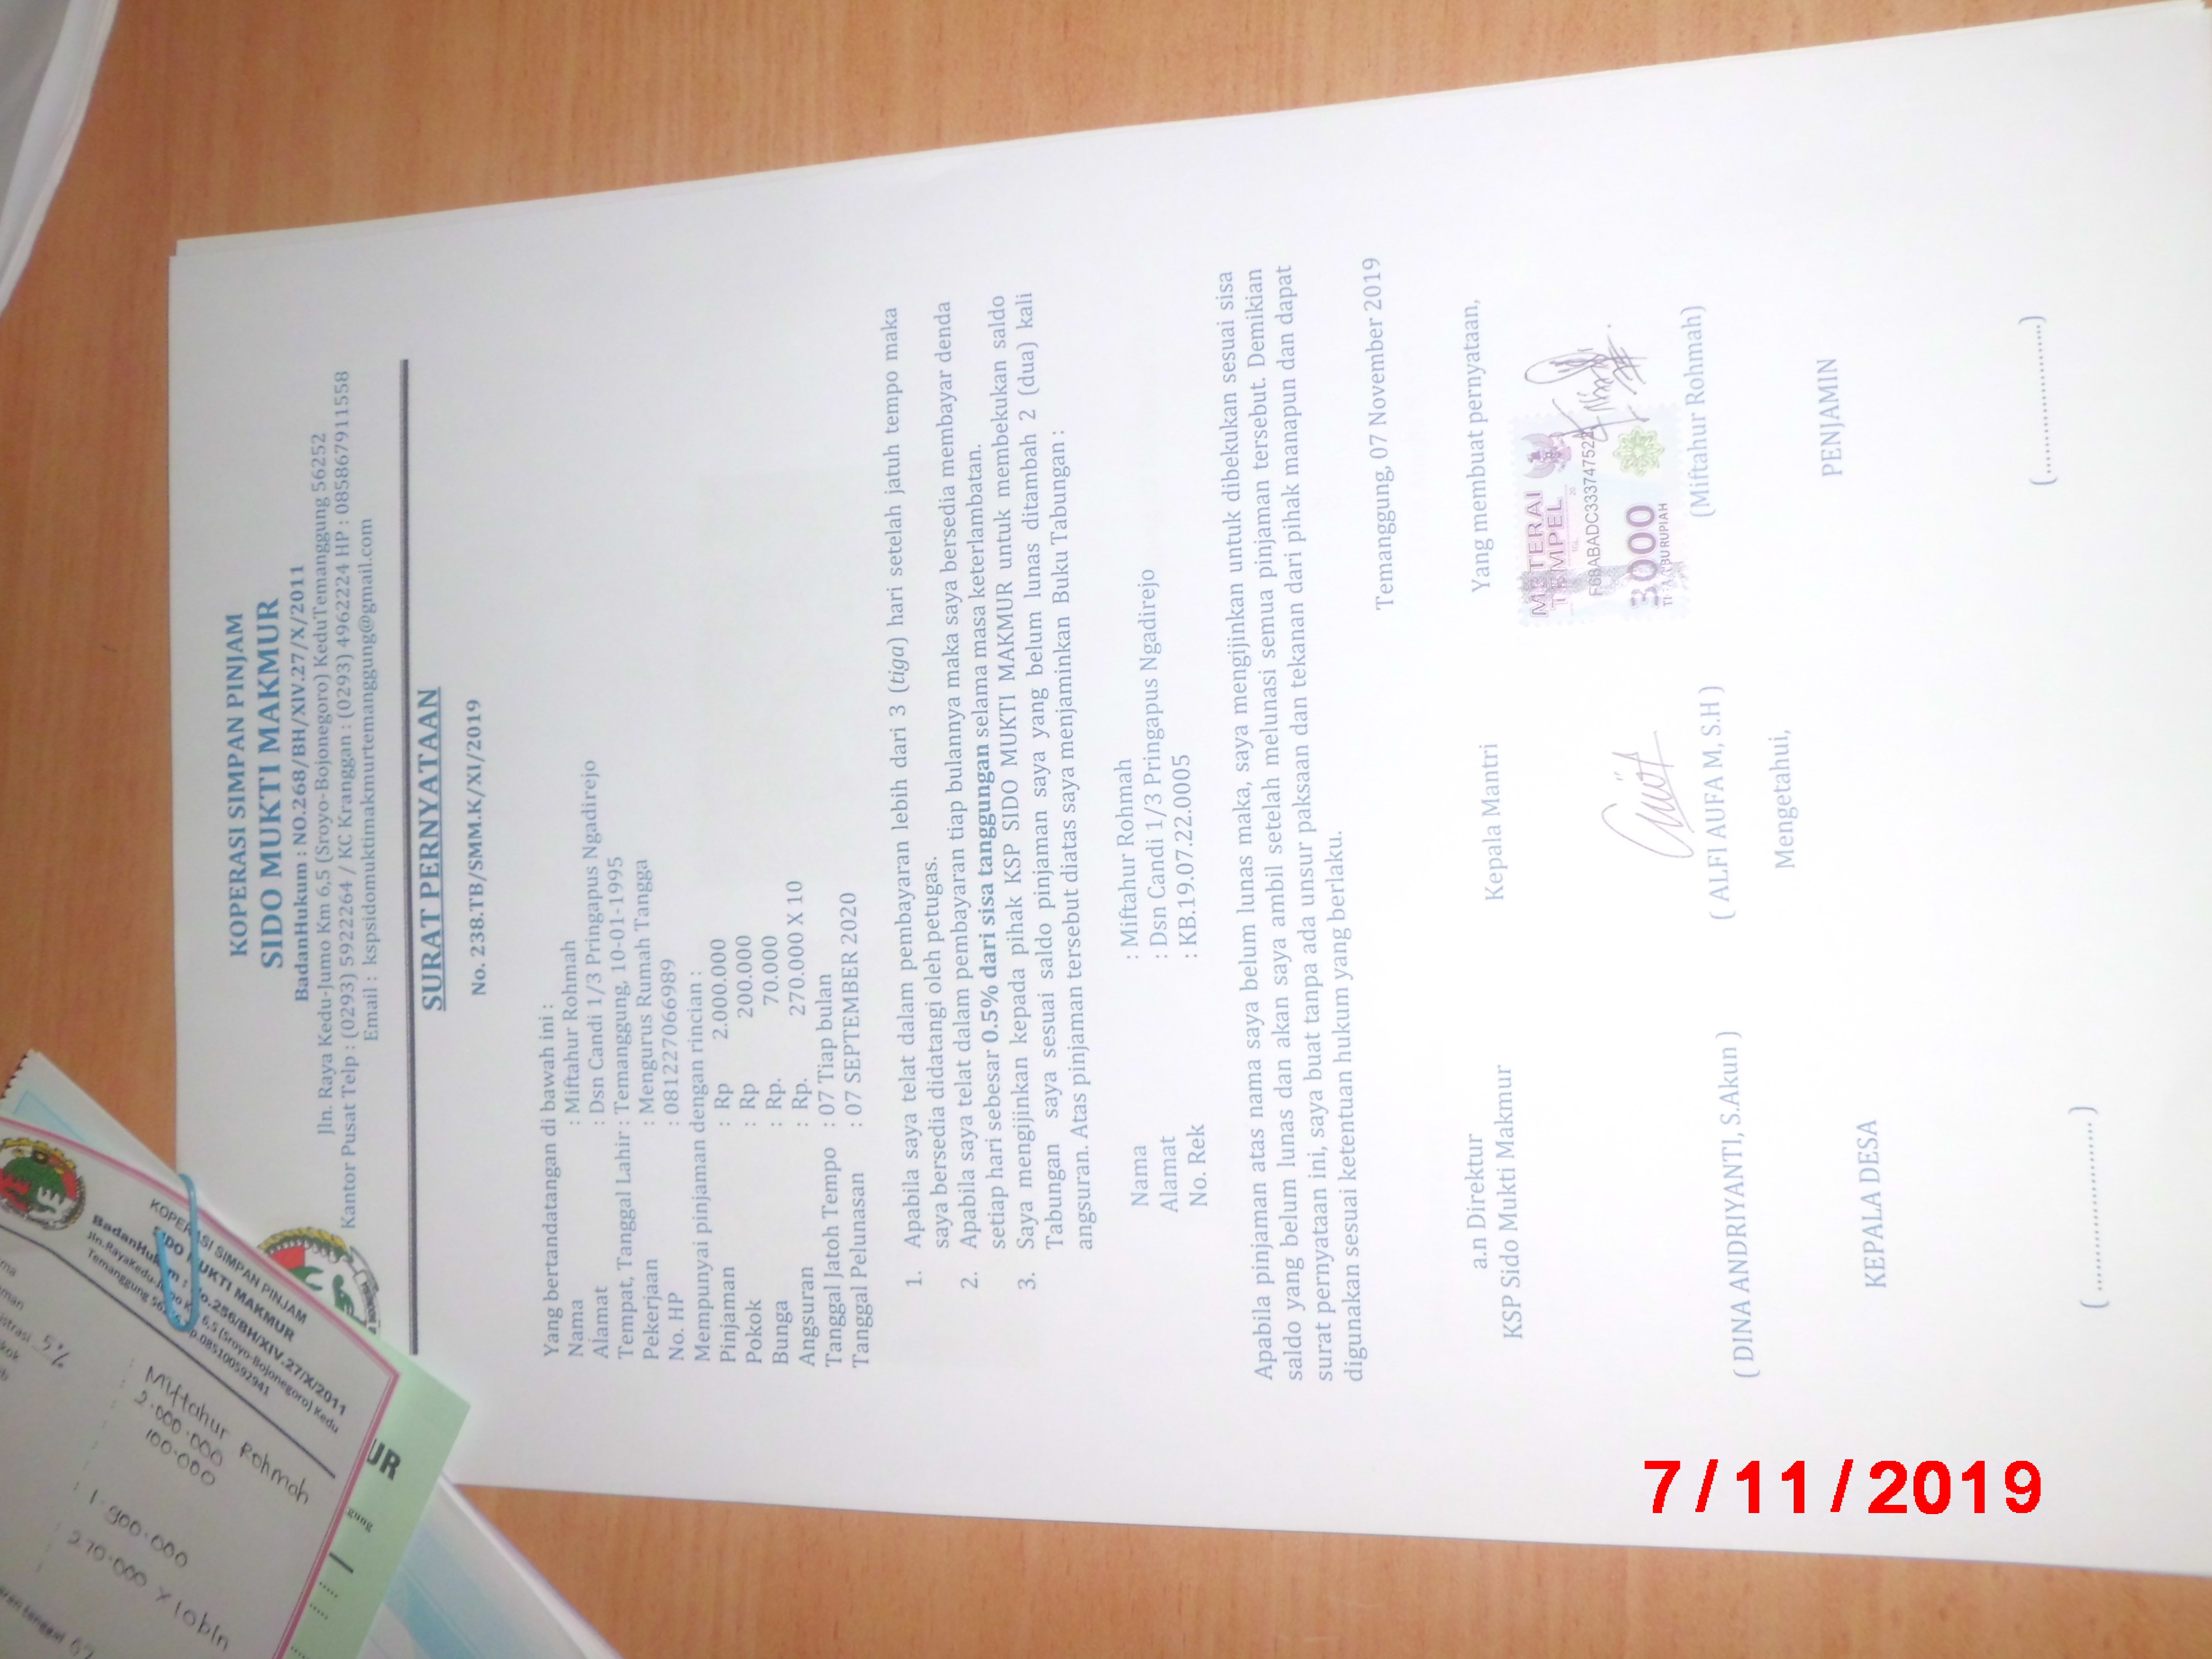 KOPERASI SIMPAN PINJAM
SIDO MUKTI MAKMUR
BadanHukum : NO.268/BH/XIV.27/X/2011
Jln. Raya Kedu-Jumo Km 6,5 (Sroyo-Bojonegoro) KeduTemanggung 56252
Kantor Pusat Telp : (0293) 5922264 / KC Kranggan : (0293) 4962224 HP : 085867911558
Email : kspsidomuktimakmurtemanggung@gmail.com
SURAT PERNYATAAN
No. 238.TB/SMM.K/XI/2019
Yang bertandatangan di bawah ini :
Nama : Miftahur Rohmah
Alamat : Dsn Candi 1/3 Pringapus Ngadirejo
Tempat, Tanggal Lahir : Temanggung, 10-01-1995
Pekerjaan : Mengurus Rumah Tangga
No. HP : 081227066989
Mempunyai pinjaman dengan rincian :
Pinjaman : Rp 2.000.000
Pokok : Rp 200.000
Bunga : Rp. 70.000
Angsuran : Rp. 270.000 X 10
Tanggal Jatoh Tempo : 07 Tiap bulan
Tanggal Pelunasan : 07 SEPTEMBER 2020
1. Apabila saya telat dalam pembayaran lebih dari 3 (tiga) hari setelah jatuh tempo maka
saya bersedia didatangi oleh petugas.
2. Apabila saya telat dalam pembayaran tiap bulannya maka saya bersedia membayar denda
setiap hari sebesar 0.5% dari sisa tanggungan selama masa keterlambatan.
3. Saya mengijinkan kepada pihak KSP SIDO MUKTI MAKMUR untuk membekukan saldo
Tabungan saya sesuai saldo pinjaman saya yang belum lunas ditambah 2 (dua) kali
angsuran. Atas pinjaman tersebut diatas saya menjaminkan Buku Tabungan :
Nama : Miftahur Rohmah
Alamat : Dsn Candi 1/3 Pringapus Ngadirejo
No. Rek : KB.19.07.22.0005
Apabila pinjaman atas nama saya belum lunas maka, saya mengijinkan untuk dibekukan sesuai sisa
saldo yang belum lunas dan akan saya ambil setelah melunasi semua pinjaman tersebut. Demikian
surat pernyataan ini, saya buat tanpa ada unsur paksaan dan tekanan dari pihak manapun dan dapat
digunakan sesuai ketentuan hukum yang berlaku.
Temanggung, 07 November 2019
a.n Direktur
KSP Sido Mukti Makmur
Kepala Mantri
Yang membuat pernyataan,
METERAI
TEMPEL
F68ABADC333747522
3000
TIGA RIBU RUPIAH
( DINA ANDRIYANTI, S.Akun )
( ALFI AUFA M, S.H )
(Miftahur Rohmah)
Mengetahui,
KEPALA DESA
PENJAMIN
( ........................ )
(........................)
KOPERASI SIMPAN PINJAM
SIDO MUKTI MAKMUR
BadanHukum : No.256/BH/XIV.27/X/2011
Jln.RayaKedu-Jumo Km 6,5 (Sroyo-Bojonegoro) Kedu
5%
: Miftahur Rohmah
: 2.000.000
100.000
: 1.900.000
: 270.000 x 10 bln
UR
gung
7/11/2019